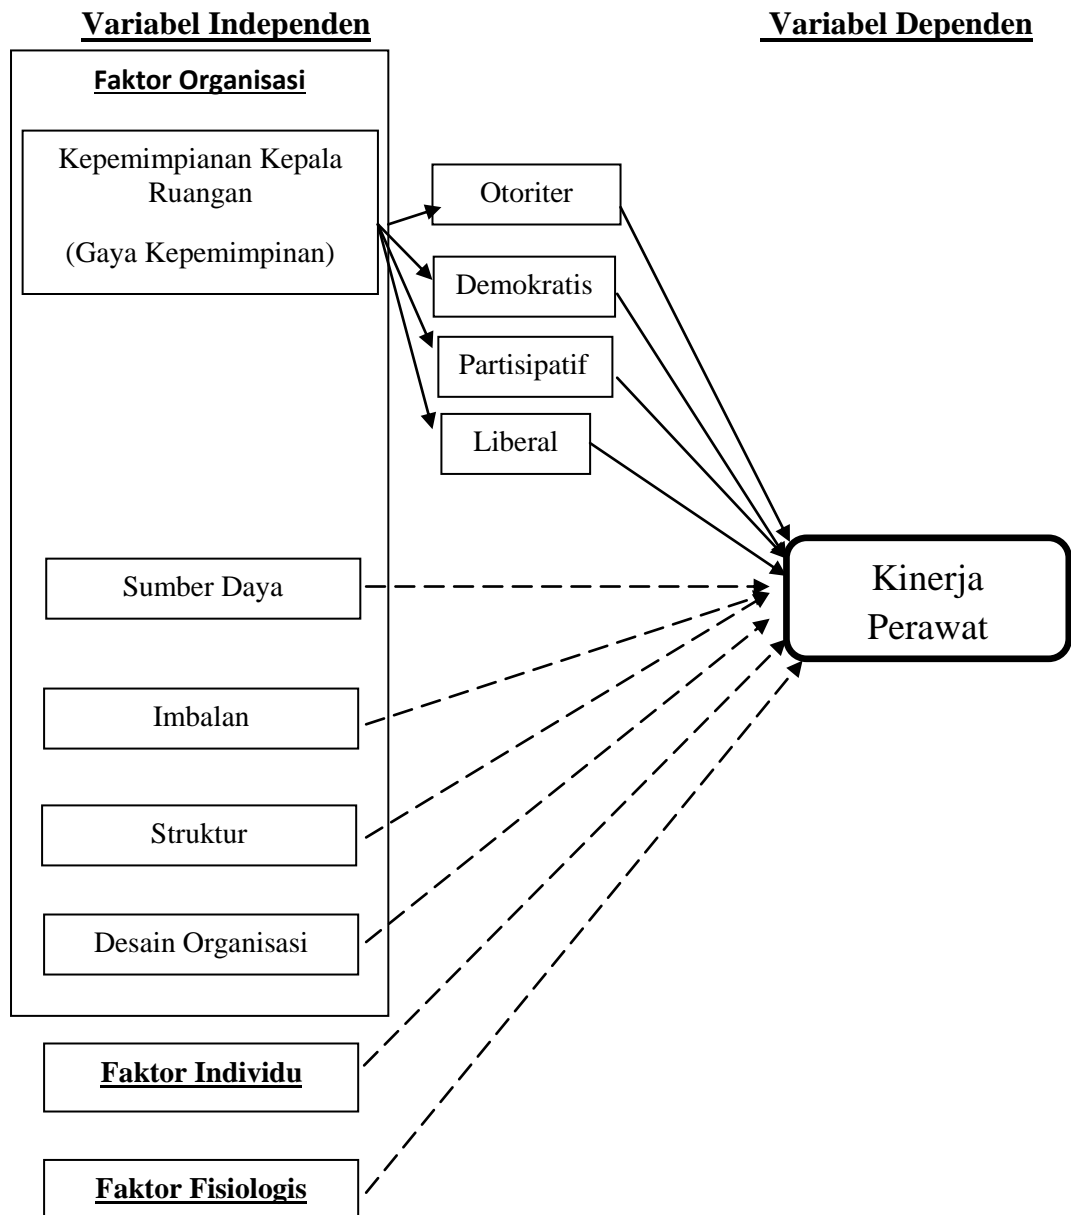 Variabel Independen
Variabel Dependen
Faktor Organisasi
Kepemimpianan Kepala
Ruangan
(Gaya Kepemimpinan)
Otoriter
Demokratis
Partisipatif
Liberal
Sumber Daya
Kinerja
Perawat
Imbalan
Struktur
Desain Organisasi
Faktor Individu
Faktor Fisiologis